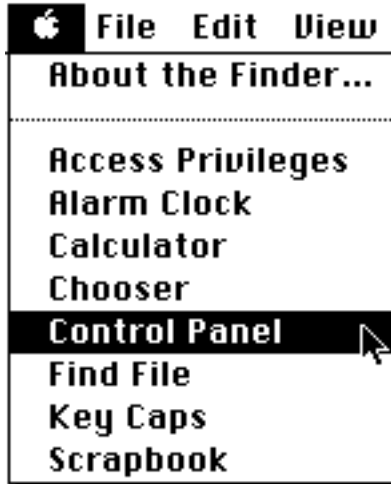 File Edit View
About the Finder...
Access Privileges
Alarm Clock
Calculator
Chooser
Control Panel
Find File
Key Caps
Scrapbook